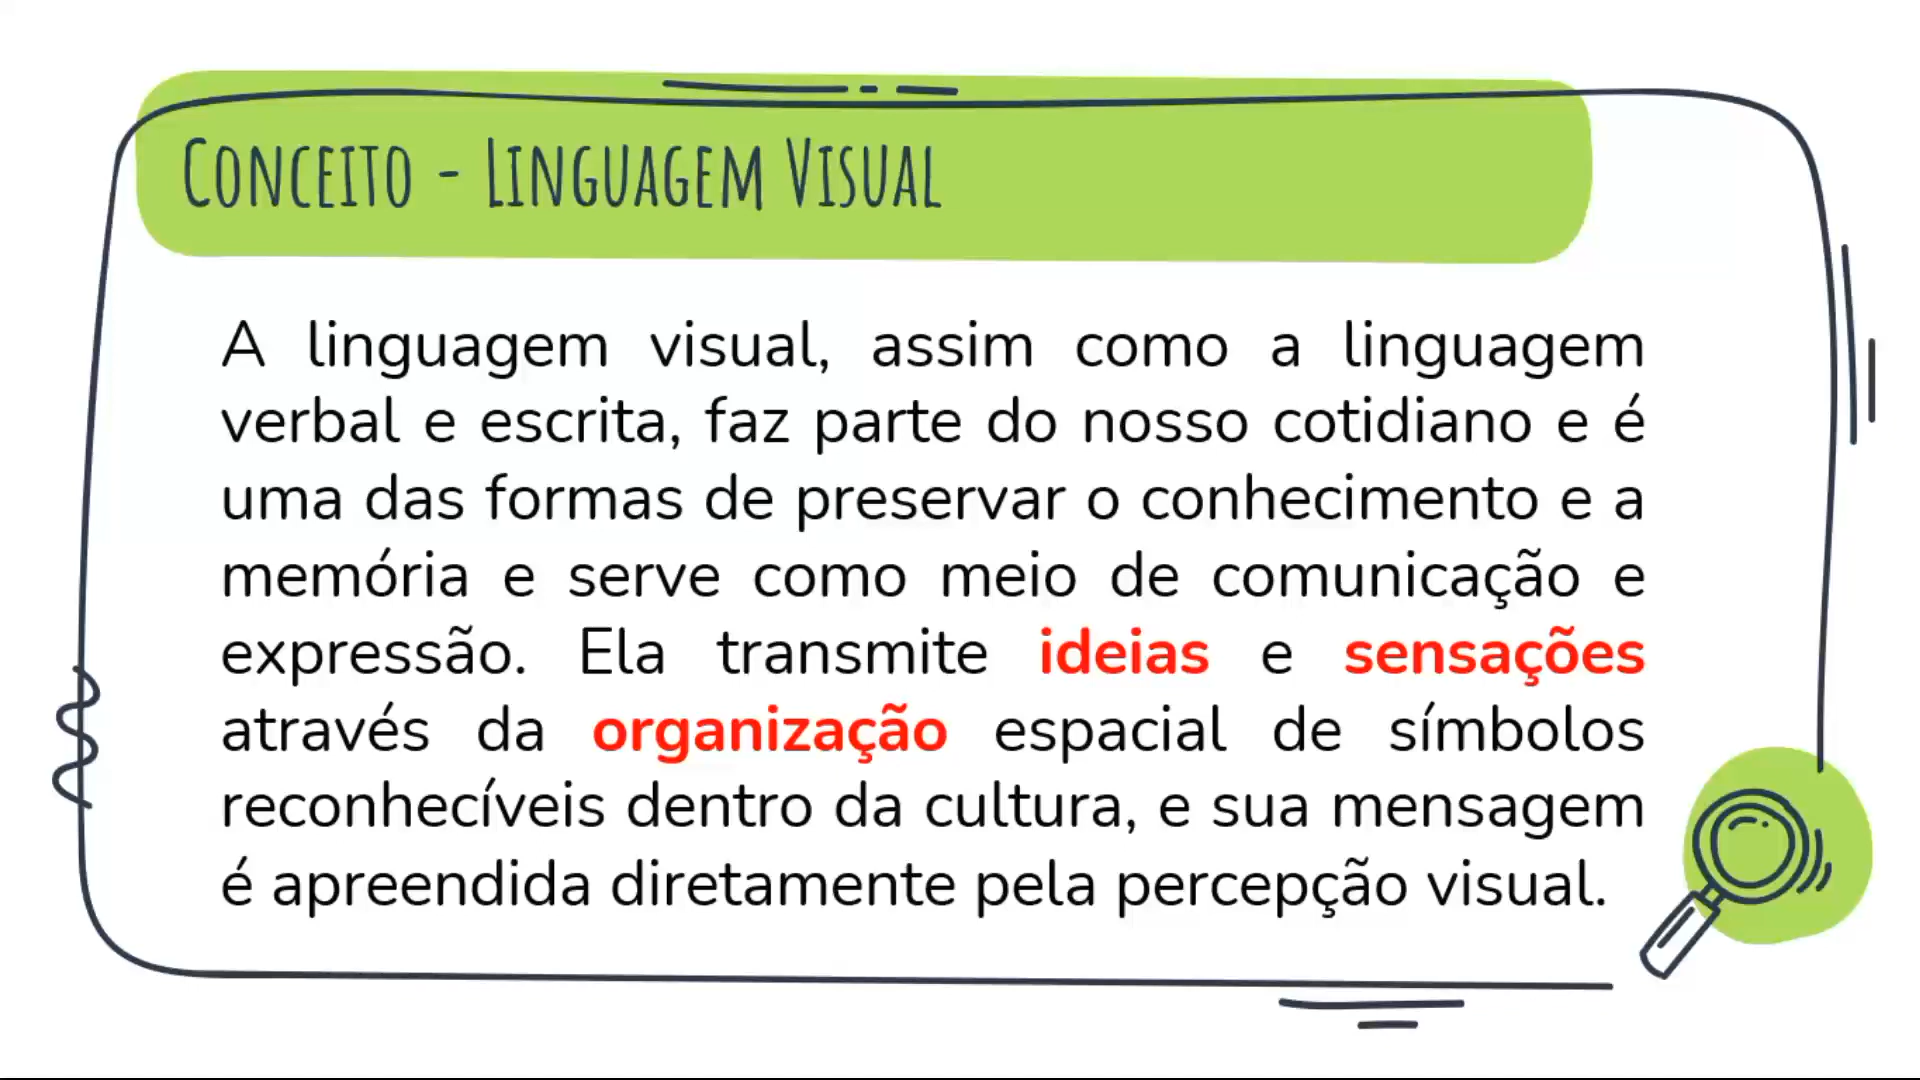 Conceito - Linguagem Visual
A linguagem visual, assim como a linguagem
verbal e escrita, faz parte do nosso cotidiano e é
uma das formas de preservar o conhecimento e a
memória e serve como meio de comunicação e
expressão. Ela transmite ideias e sensações
através da organização espacial de símbolos
reconhecíveis dentro da cultura, e sua mensagem
é apreendida diretamente pela percepção visual.